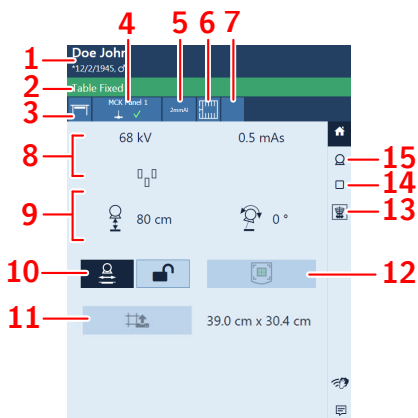 4
5
6
7
1
Doe John
*12/2/1945, ♂
2
Table Fixed
3
MCK Panel 1
2mmAl
8
68 kV
0.5 mAs
15
14
9
80 cm
0 °
13
10
12
11
39.0 cm x 30.4 cm